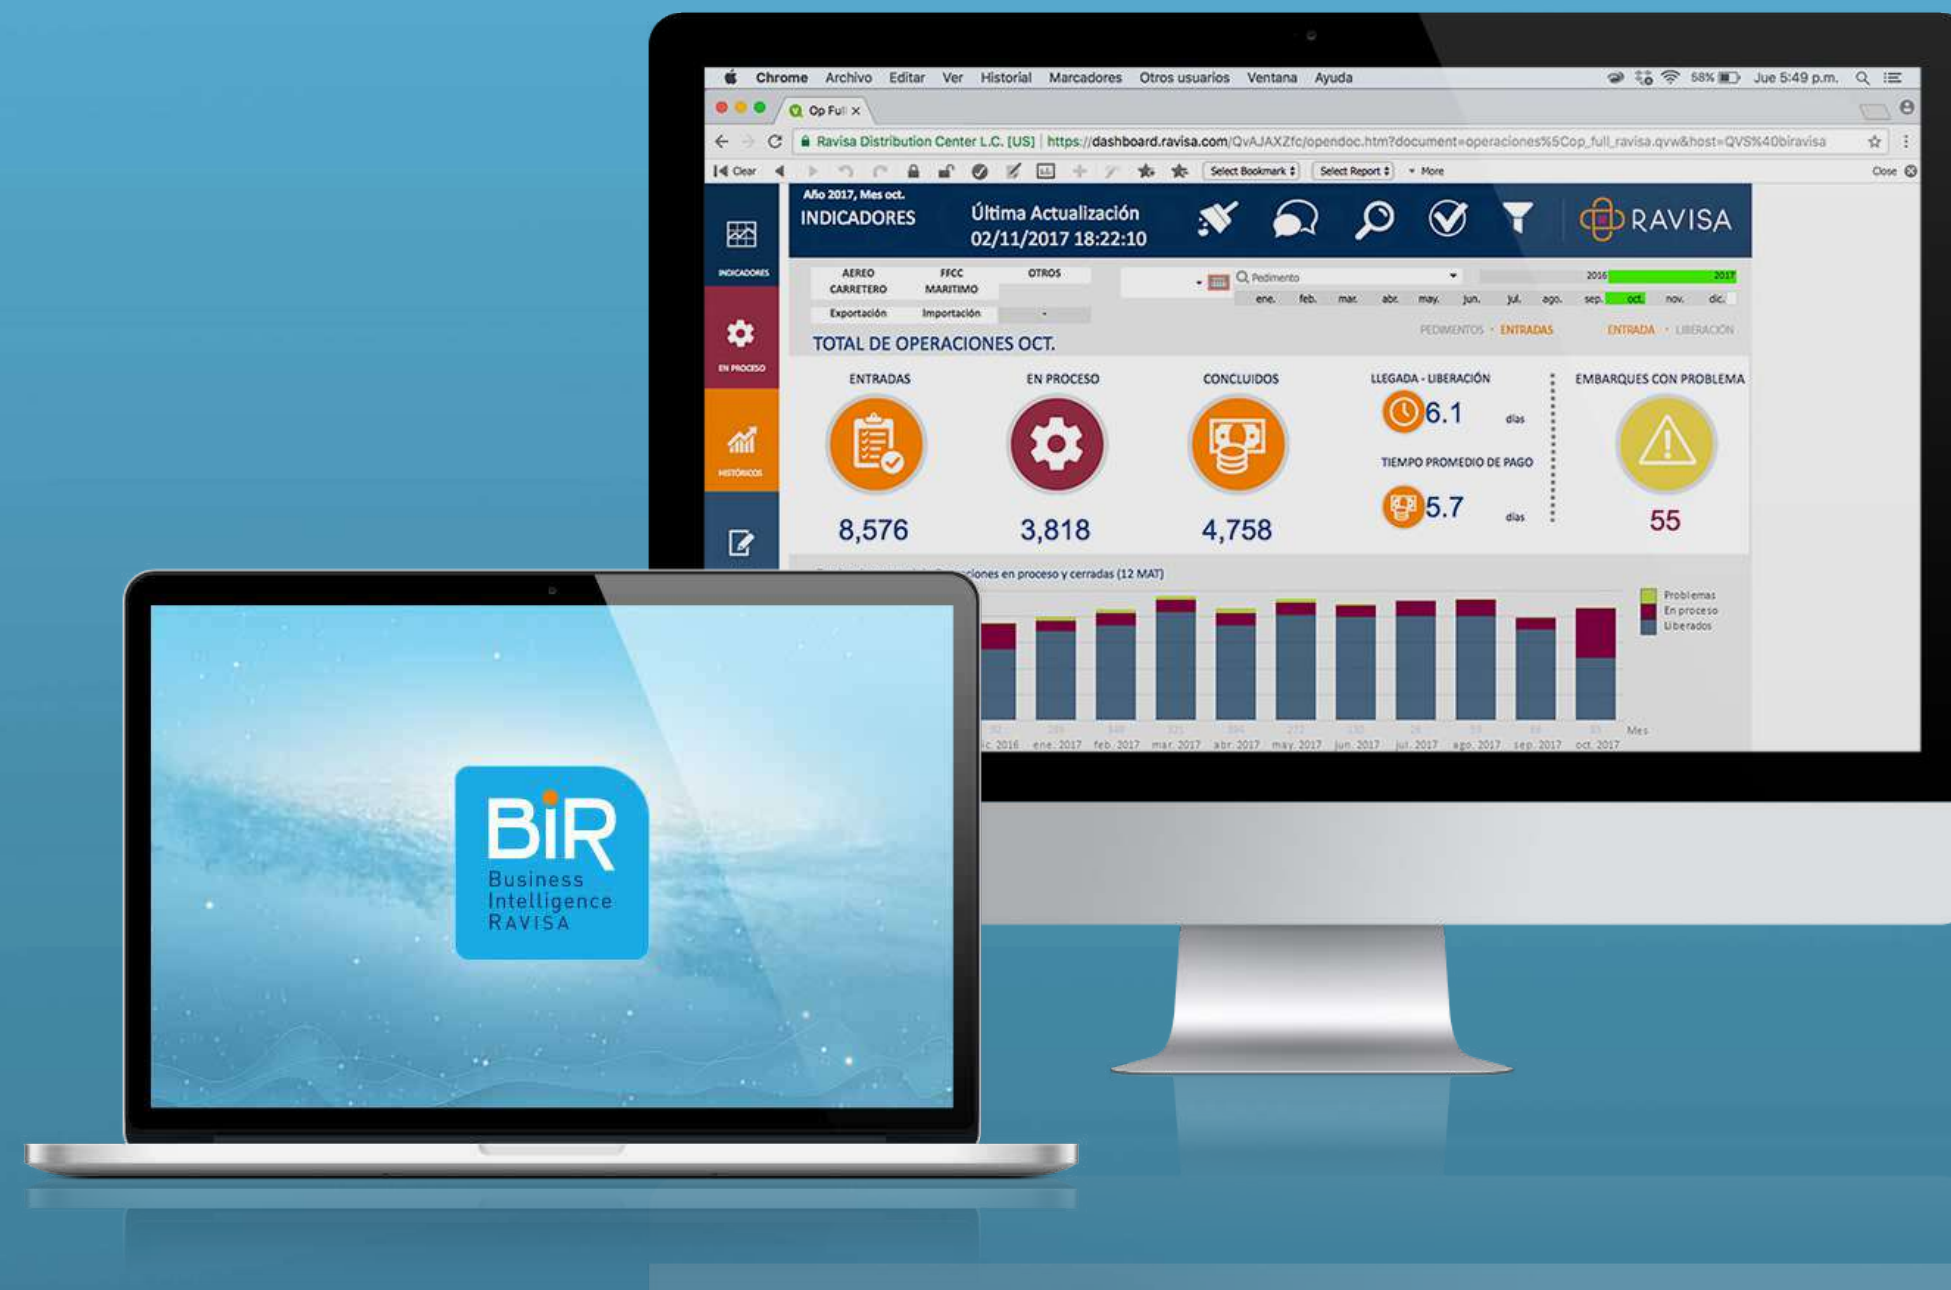 Chrome Archivo Editar Ver Historial Marcadores Otros usuarios Ventana Ayuda 58% Jue 5:49 p.m.
Op Full
Ravisa Distribution Center L.C. [US] | https://dashboard.ravisa.com/QvAJAXZfc/opendoc.htm?document=operaciones%5Cop_full_ravisa.qvw&host=QVS%40biravisa
Clear Select Bookmark Select Report More Close
Año 2017, Mes oct.
INDICADORES
Última Actualización
02/11/2017 18:22:10
RAVISA
INDICADORES
EN PROCESO
HISTÓRICOS
AEREO FFCC OTROS
CARRETERO MARITIMO
Exportación Importación -
Pedimento
2016 2017
ene. feb. mar. abr. may. jun. jul. ago. sep. oct. nov. dic.
PEDIMENTOS • ENTRADAS ENTRADA • LIBERACIÓN
TOTAL DE OPERACIONES OCT.
ENTRADAS
8,576
EN PROCESO
3,818
CONCLUIDOS
4,758
LLEGADA - LIBERACIÓN
6.1 días
TIEMPO PROMEDIO DE PAGO
5.7 días
EMBARQUES CON PROBLEMA
55
en proceso y cerradas (12 MAT)
Problemas
En proceso
Liberados
Mes
2016 ene. 2017 feb. 2017 mar. 2017 abr. 2017 may. 2017 jun. 2017 jul. 2017 ago. 2017 sep. 2017 oct. 2017
BiR
Business
Intelligence
RAVISA